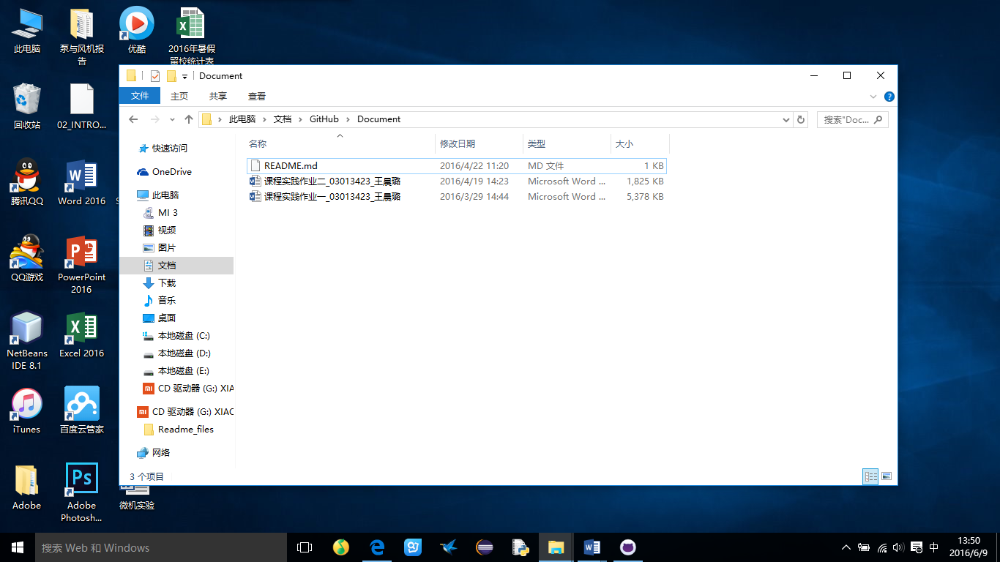 此电脑
泵与风机报
告
优酷
2016年暑假
留校统计表
回收站
02_INTRO...
腾讯QQ
Word 2016
QQ游戏
PowerPoint
2016
NetBeans
IDE 8.1
Excel 2016
iTunes
百度云管家
Adobe
Adobe
Photosh...
微机实验
Document
文件
主页
共享
查看
此电脑
文档
GitHub
Document
搜索"Doc...
名称
修改日期
类型
大小
README.md
2016/4/22 11:20
MD 文件
1 KB
课程实践作业二_03013423_王晨璐
2016/4/19 14:23
Microsoft Word ...
1,825 KB
课程实践作业一_03013423_王晨璐
2016/3/29 14:44
Microsoft Word ...
5,378 KB
快速访问
OneDrive
此电脑
MI 3
视频
图片
文档
下载
音乐
桌面
本地磁盘 (C:)
本地磁盘 (D:)
本地磁盘 (E:)
CD 驱动器 (G:) XIA
CD 驱动器 (G:) XIAO
Readme_files
网络
3 个项目
搜索 Web 和 Windows
中
13:50
2016/6/9